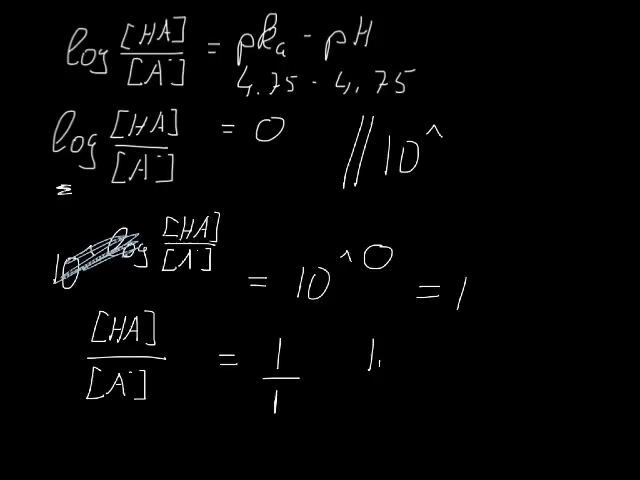 log [HA]/[A⁻] = pka - pH
4.75 - 4.75
log [HA]/[A⁻] = 0 // 10^
10^log [HA]/[A⁻] = 10^0 = 1
[HA]/[A⁻] = 1/1 1.